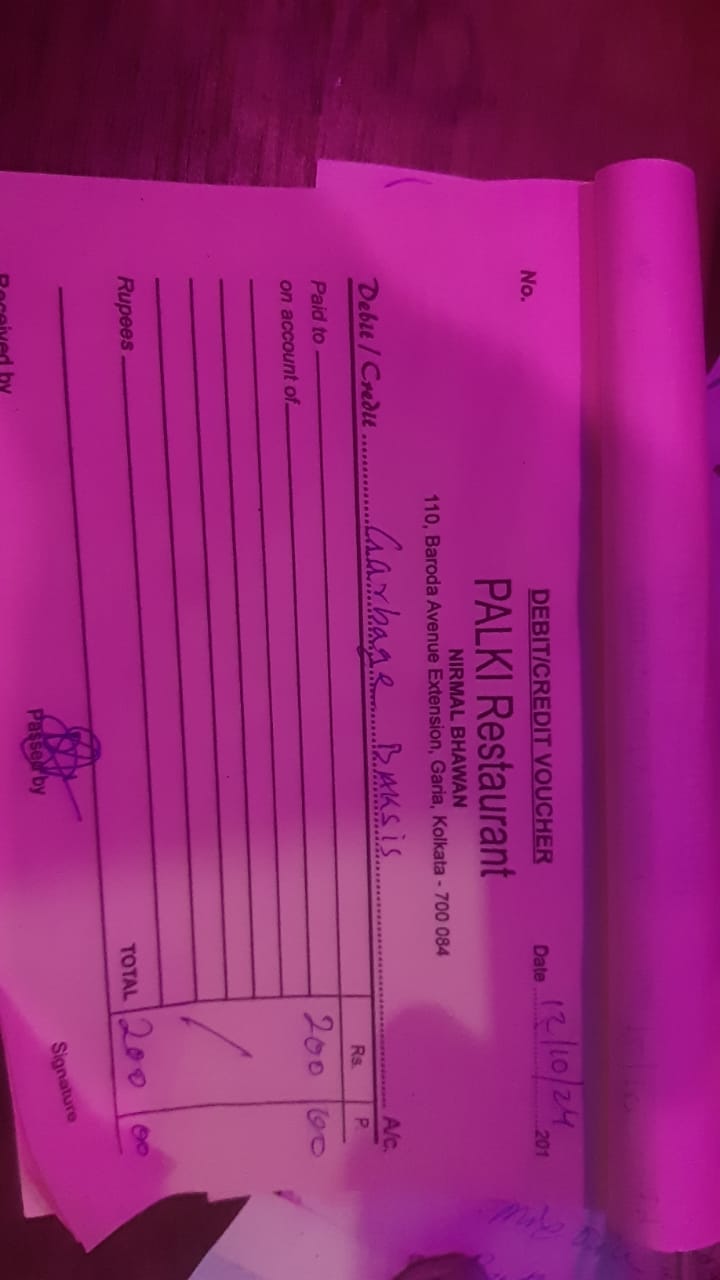 DEBIT/CREDIT VOUCHER
No. Date 12/10/24 201
PALKI Restaurant
NIRMAL BHAWAN
110, Baroda Avenue Extension, Garia, Kolkata - 700 084
Debit / Credit Garbage BAKSIS A/c.
Rs. P.
Paid to 200 00
on account of
Rupees TOTAL 200 00
Received by Passed by Signature